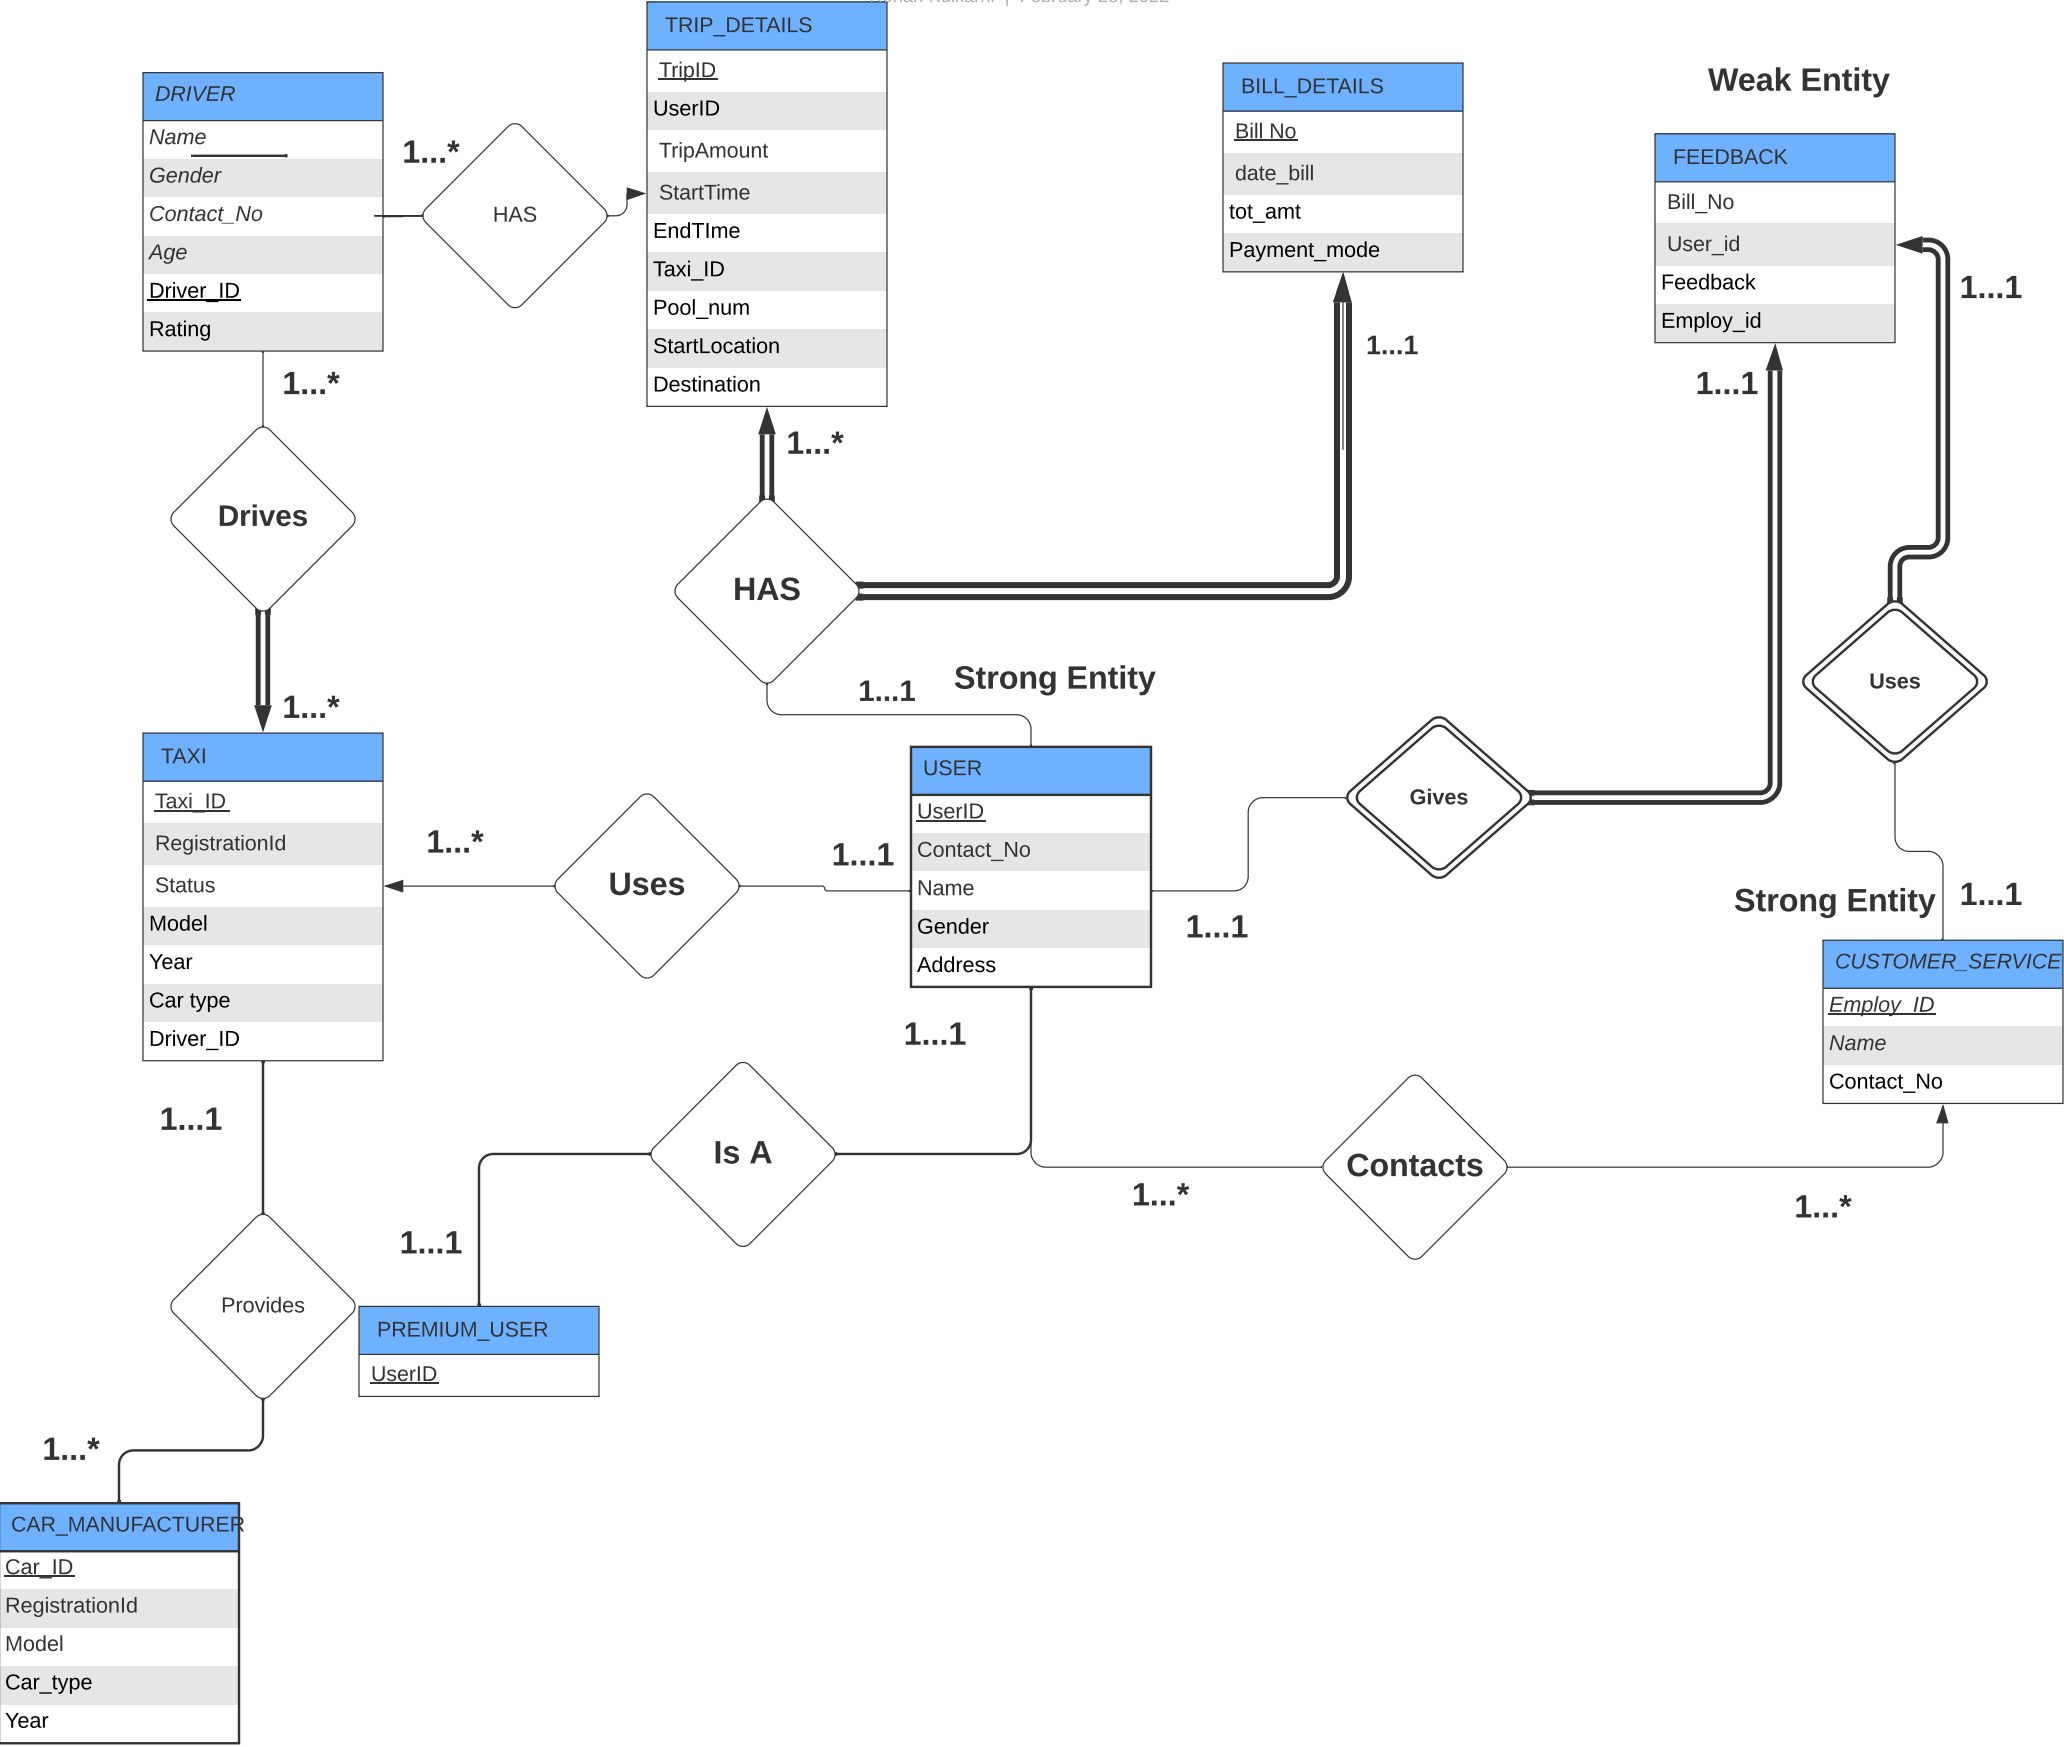 February 28, 2022
TRIP_DETAILS
TripID
UserID
TripAmount
StartTime
EndTIme
Taxi_ID
Pool_num
StartLocation
Destination
DRIVER
Name
Gender
Contact_No
Age
Driver_ID
Rating
1...*
HAS
BILL_DETAILS
Bill No
date_bill
tot_amt
Payment_mode
Weak Entity
FEEDBACK
Bill_No
User_id
Feedback
Employ_id
1...1
1...1
1...1
1...*
1...*
Drives
HAS
1...*
1...1
Strong Entity
Uses
Gives
TAXI
Taxi_ID
RegistrationId
Status
Model
Year
Car type
Driver_ID
1...*
Uses
1...1
USER
UserID
Contact_No
Name
Gender
Address
1...1
Strong Entity
1...1
CUSTOMER_SERVICE
Employ_ID
Name
Contact_No
1...1
1...1
Is A
Contacts
1...*
1...*
1...1
Provides
PREMIUM_USER
UserID
1...*
CAR_MANUFACTURER
Car_ID
RegistrationId
Model
Car_type
Year